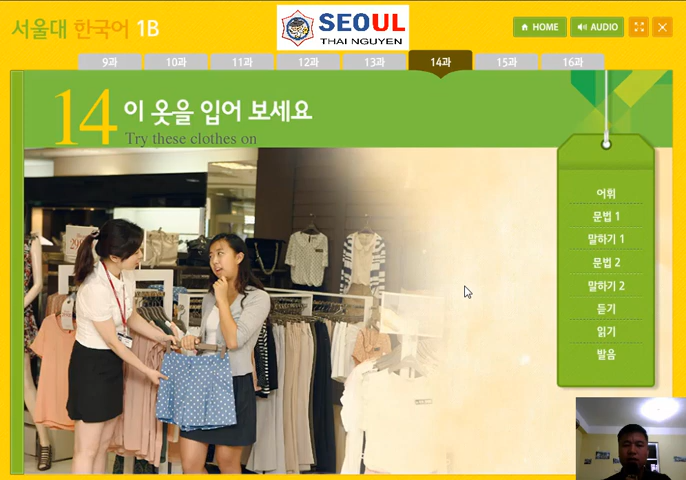 서울대 한국어 1B
SEOUL
THAI NGUYEN
HOME
AUDIO
9과
10과
11과
12과
13과
14과
15과
16과
14 이 옷을 입어 보세요
Try these clothes on
어휘
문법 1
말하기 1
문법 2
말하기 2
듣기
읽기
발음